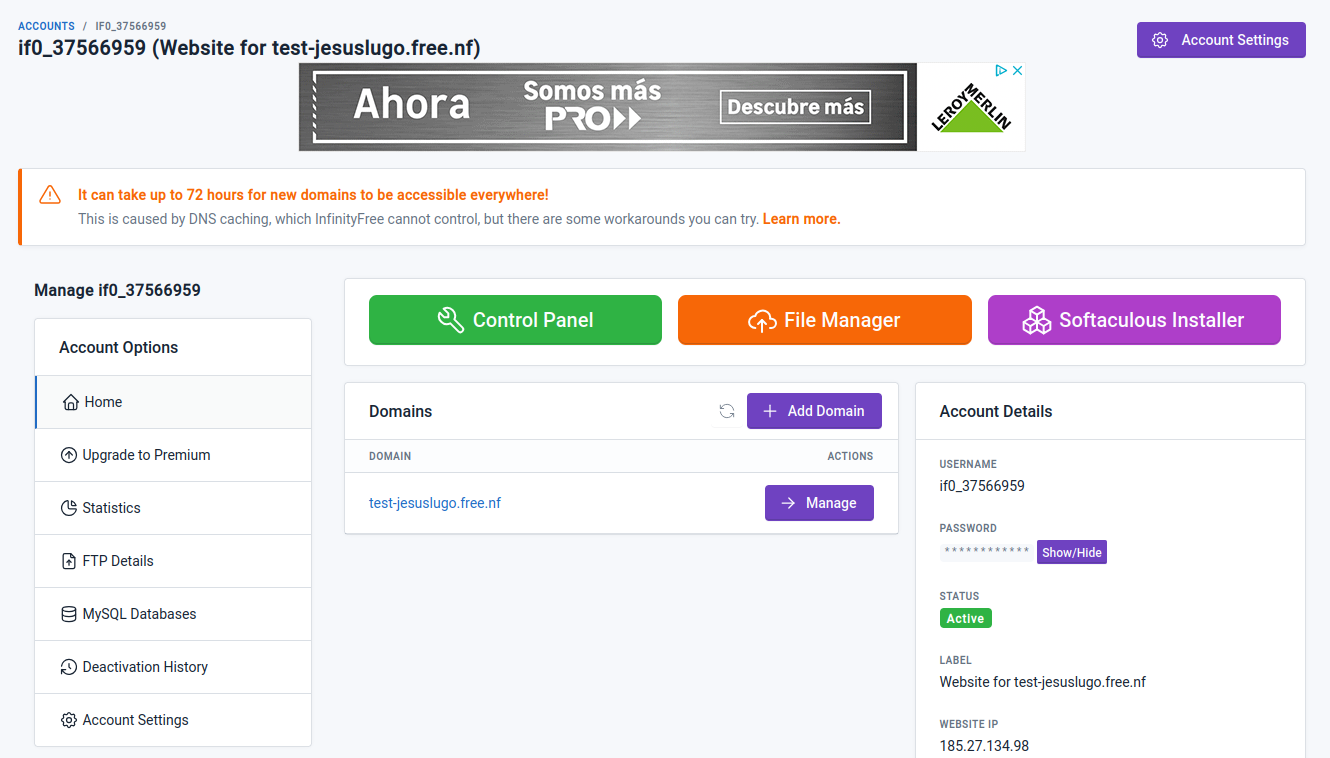 ACCOUNTS / IF0_37566959
if0_37566959 (Website for test-jesuslugo.free.nf)
Account Settings
Ahora
Somos más
PRO
Descubre más
LEROY MERLIN
It can take up to 72 hours for new domains to be accessible everywhere!
This is caused by DNS caching, which InfinityFree cannot control, but there are some workarounds you can try. Learn more.
Manage if0_37566959
Account Options
Home
Upgrade to Premium
Statistics
FTP Details
MySQL Databases
Deactivation History
Account Settings
Control Panel
File Manager
Softaculous Installer
Domains
Add Domain
DOMAIN ACTIONS
test-jesuslugo.free.nf
Manage
Account Details
USERNAME
if0_37566959
PASSWORD
************ Show/Hide
STATUS
Active
LABEL
Website for test-jesuslugo.free.nf
WEBSITE IP
185.27.134.98